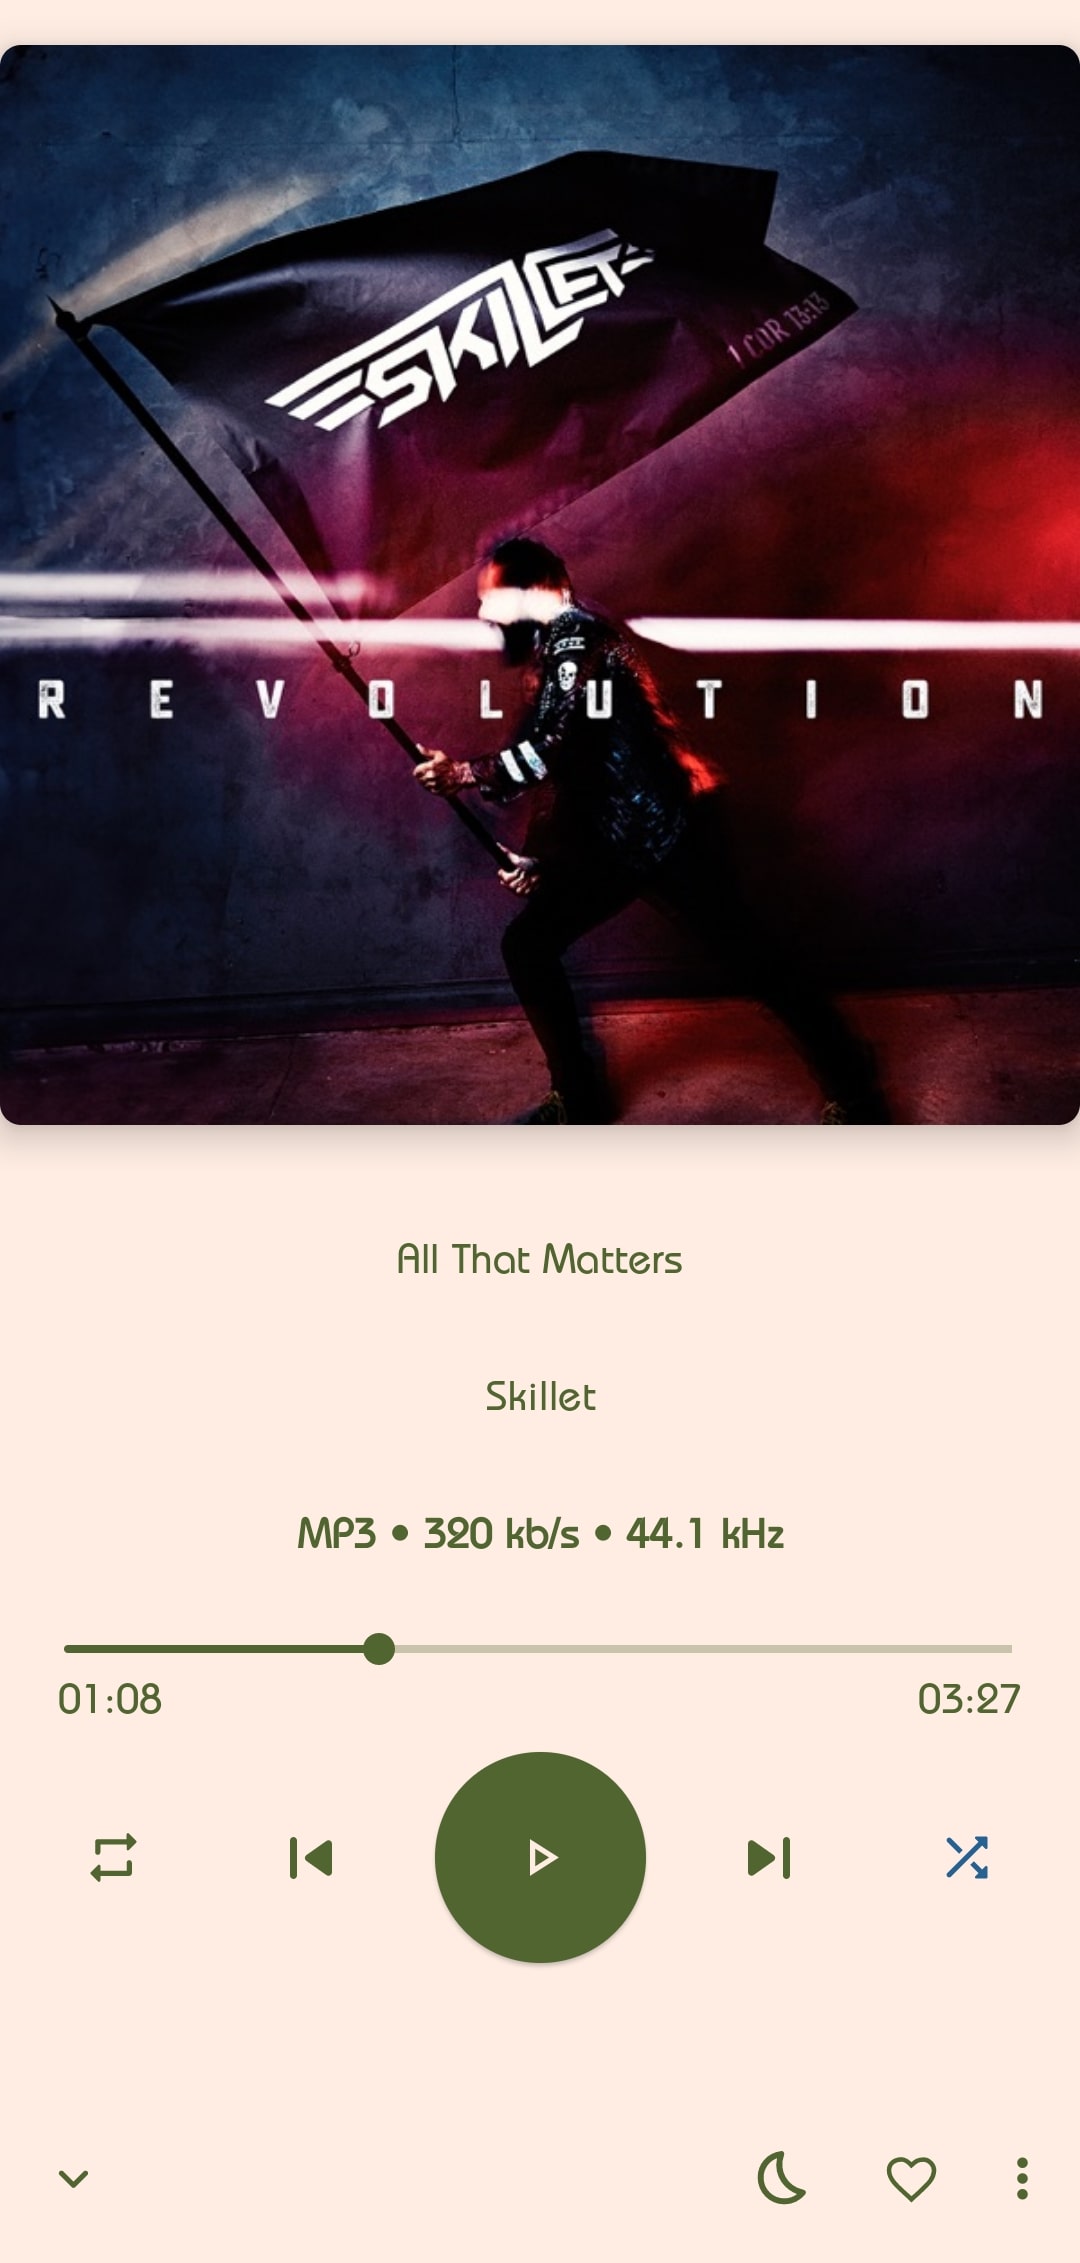 SKILLET
1 COR 13:13
REVOLUTION
All That Matters
Skillet
MP3 • 320 kb/s • 44.1 kHz
01:08 03:27